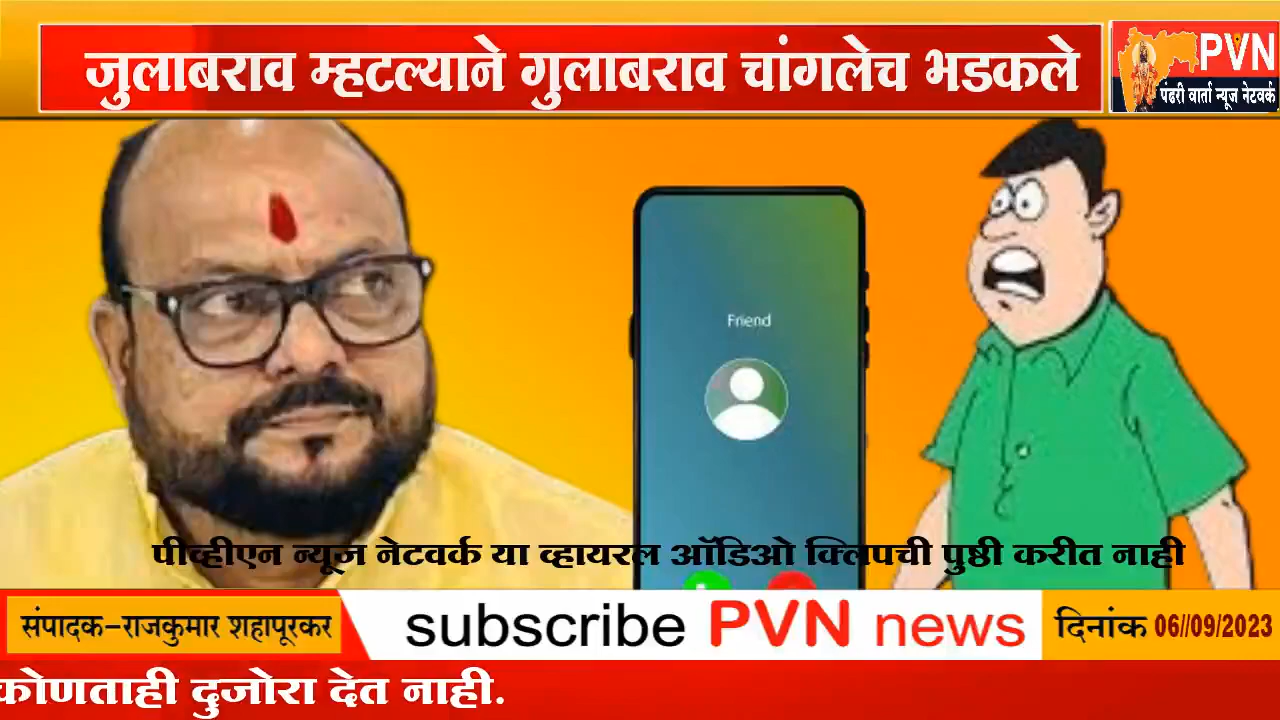 जुलाबराव म्हटल्याने गुलाबराव चांगलेच भडकले
PVN
पंढरी वार्ता न्यूज नेटवर्क
Friend
पीव्हीएन न्यूज नेटवर्क या व्हायरल ऑडिओ क्लिपची पुष्ठी करीत नाही
संपादक-राजकुमार शहापूरकर
subscribe PVN news
दिनांक 06//09/2023
कोणताही दुजोरा देत नाही.